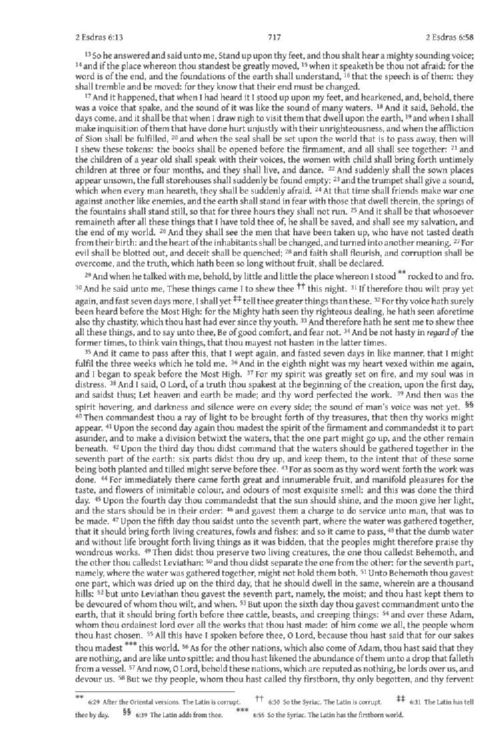 2 Esdras 6:13 717 2 Esdras 6:58
¹³ So he answered and said unto me, Stand up upon thy feet, and thou shalt hear a mighty sounding voice;
¹⁴ and if the place whereon thou standest be greatly moved, ¹⁵ when it speaketh be thou not afraid: for the
word is of the end, and the foundations of the earth shall understand, ¹⁶ that the speech is of them: they
shall tremble and be moved: for they know that their end must be changed.
¹⁷ And it happened, that when I had heard it I stood up upon my feet, and hearkened, and, behold, there
was a voice that spake, and the sound of it was like the sound of many waters. ¹⁸ And it said, Behold, the
days come, and it shall be that when I draw nigh to visit them that dwell upon the earth, ¹⁹ and when I shall
make inquisition of them that have done hurt unjustly with their unrighteousness, and when the affliction
of Sion shall be fulfilled, ²⁰ and when the seal shall be set upon the world that is to pass away, then will
I shew these tokens: the books shall be opened before the firmament, and all shall see together: ²¹ and
the children of a year old shall speak with their voices, the women with child shall bring forth untimely
children at three or four months, and they shall live, and dance. ²² And suddenly shall the sown places
appear unsown, the full storehouses shall suddenly be found empty: ²³ and the trumpet shall give a sound,
which when every man heareth, they shall be suddenly afraid. ²⁴ At that time shall friends make war one
against another like enemies, and the earth shall stand in fear with those that dwell therein, the springs of
the fountains shall stand still, so that for three hours they shall not run. ²⁵ And it shall be that whosoever
remaineth after all these things that I have told thee of, he shall be saved, and shall see my salvation, and
the end of my world. ²⁶ And they shall see the men that have been taken up, who have not tasted death
from their birth: and the heart of the inhabitants shall be changed, and turned into another meaning. ²⁷ For
evil shall be blotted out, and deceit shall be quenched; ²⁸ and faith shall flourish, and corruption shall be
overcome, and the truth, which hath been so long without fruit, shall be declared.
²⁹ And when he talked with me, behold, by little and little the place whereon I stood ** rocked to and fro.
³⁰ And he said unto me, These things came I to shew thee †† this night. ³¹ If therefore thou wilt pray yet
again, and fast seven days more, I shall yet ‡‡ tell thee greater things than these. ³² For thy voice hath surely
been heard before the Most High: for the Mighty hath seen thy righteous dealing, he hath seen aforetime
also thy chastity, which thou hast had ever since thy youth. ³³ And therefore hath he sent me to shew thee
all these things, and to say unto thee, Be of good comfort, and fear not. ³⁴ And be not hasty in regard of the
former times, to think vain things, that thou mayest not hasten in the latter times.
³⁵ And it came to pass after this, that I wept again, and fasted seven days in like manner, that I might
fulfil the three weeks which he told me. ³⁶ And in the eighth night was my heart vexed within me again,
and I began to speak before the Most High. ³⁷ For my spirit was greatly set on fire, and my soul was in
distress. ³⁸ And I said, O Lord, of a truth thou spakest at the beginning of the creation, upon the first day,
and saidst thus; Let heaven and earth be made; and thy word perfected the work. ³⁹ And then was the
spirit hovering, and darkness and silence were on every side; the sound of man's voice was not yet. §§
⁴⁰ Then commandest thou a ray of light to be brought forth of thy treasures, that then thy works might
appear. ⁴¹ Upon the second day again thou madest the spirit of the firmament and commandedst it to part
asunder, and to make a division betwixt the waters, that the one part might go up, and the other remain
beneath. ⁴² Upon the third day thou didst command that the waters should be gathered together in the
seventh part of the earth: six parts didst thou dry up, and keep them, to the intent that of these some
being both planted and tilled might serve before thee. ⁴³ For as soon as thy word went forth the work was
done. ⁴⁴ For immediately there came forth great and innumerable fruit, and manifold pleasures for the
taste, and flowers of inimitable colour, and odours of most exquisite smell: and this was done the third
day. ⁴⁵ Upon the fourth day thou commandedst that the sun should shine, and the moon give her light,
and the stars should be in their order: ⁴⁶ and gavest them a charge to do service unto man, that was to
be made. ⁴⁷ Upon the fifth day thou saidst unto the seventh part, where the water was gathered together,
that it should bring forth living creatures, fowls and fishes: and so it came to pass, ⁴⁸ that the dumb water
and without life brought forth living things as it was bidden, that the peoples might therefore praise thy
wondrous works. ⁴⁹ Then didst thou preserve two living creatures, the one thou calledst Behemoth, and
the other thou calledst Leviathan: ⁵⁰ and thou didst separate the one from the other: for the seventh part,
namely, where the water was gathered together, might not hold them both. ⁵¹ Unto Behemoth thou gavest
one part, which was dried up on the third day, that he should dwell in the same, wherein are a thousand
hills: ⁵² but unto Leviathan thou gavest the seventh part, namely, the moist; and thou hast kept them to
be devoured of whom thou wilt, and when. ⁵³ But upon the sixth day thou gavest commandment unto the
earth, that it should bring forth before thee cattle, beasts, and creeping things: ⁵⁴ and over these Adam,
whom thou ordainest lord over all the works that thou hast made: of him come we all, the people whom
thou hast chosen. ⁵⁵ All this have I spoken before thee, O Lord, because thou hast said that for our sakes
thou madest *** this world. ⁵⁶ As for the other nations, which also come of Adam, thou hast said that they
are nothing, and are like unto spittle: and thou hast likened the abundance of them unto a drop that falleth
from a vessel. ⁵⁷ And now, O Lord, behold these nations, which are reputed as nothing, be lords over us, and
devour us. ⁵⁸ But we thy people, whom thou hast called thy firstborn, thy only begotten, and thy fervent
** 6:29 After the Oriental versions. The Latin is corrupt. †† 6:30 So the Syriac. The Latin is corrupt. ‡‡ 6:31 The Latin has tell
thee by day. §§ 6:39 The Latin adds from thee. *** 6:55 So the Syriac. The Latin has the firstborn world.